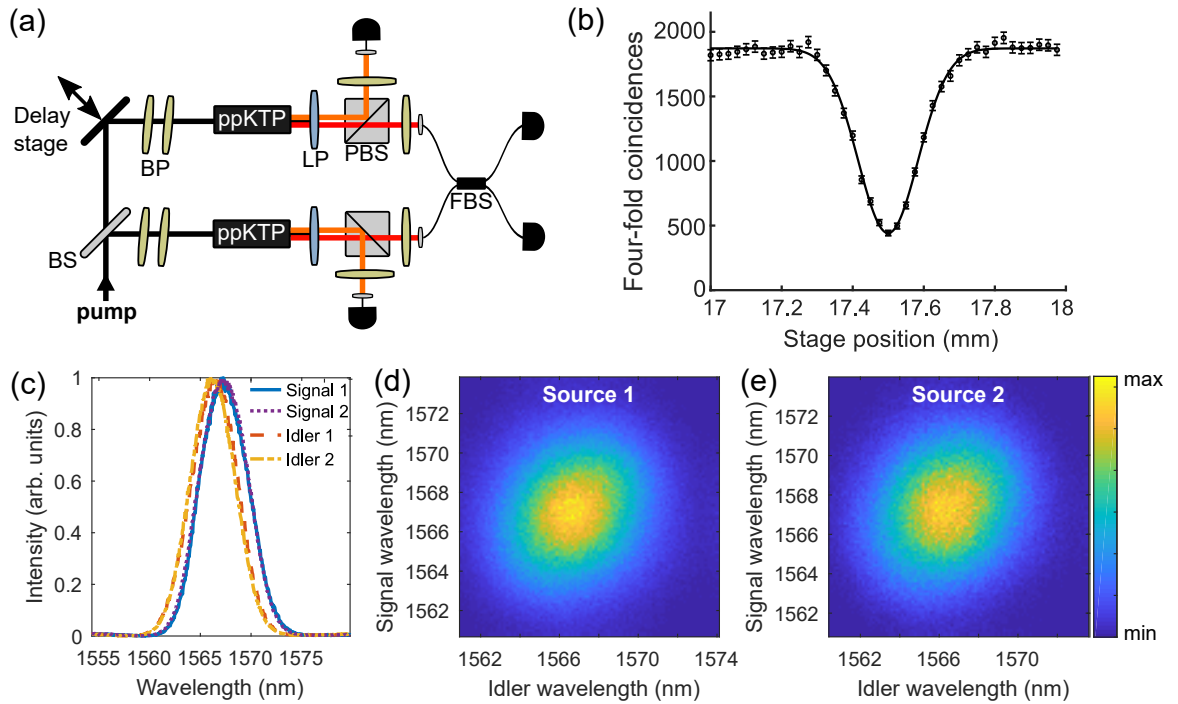 (a)
Delay
stage
BP
ppKTP
LP
PBS
FBS
BS
ppKTP
pump
(b)
Four-fold coincidences
2000
1500
1000
500
0
17
17.2
17.4
17.6
17.8
18
Stage position (mm)
(c)
Intensity (arb. units)
1
0.8
0.6
0.4
0.2
0
Signal 1
Signal 2
Idler 1
Idler 2
1555
1560
1565
1570
1575
Wavelength (nm)
(d)
Source 1
Signal wavelength (nm)
1572
1570
1568
1566
1564
1562
1562
1566
1570
1574
Idler wavelength (nm)
(e)
Source 2
Signal wavelength (nm)
1572
1570
1568
1566
1564
1562
1562
1566
1570
Idler wavelength (nm)
max
min